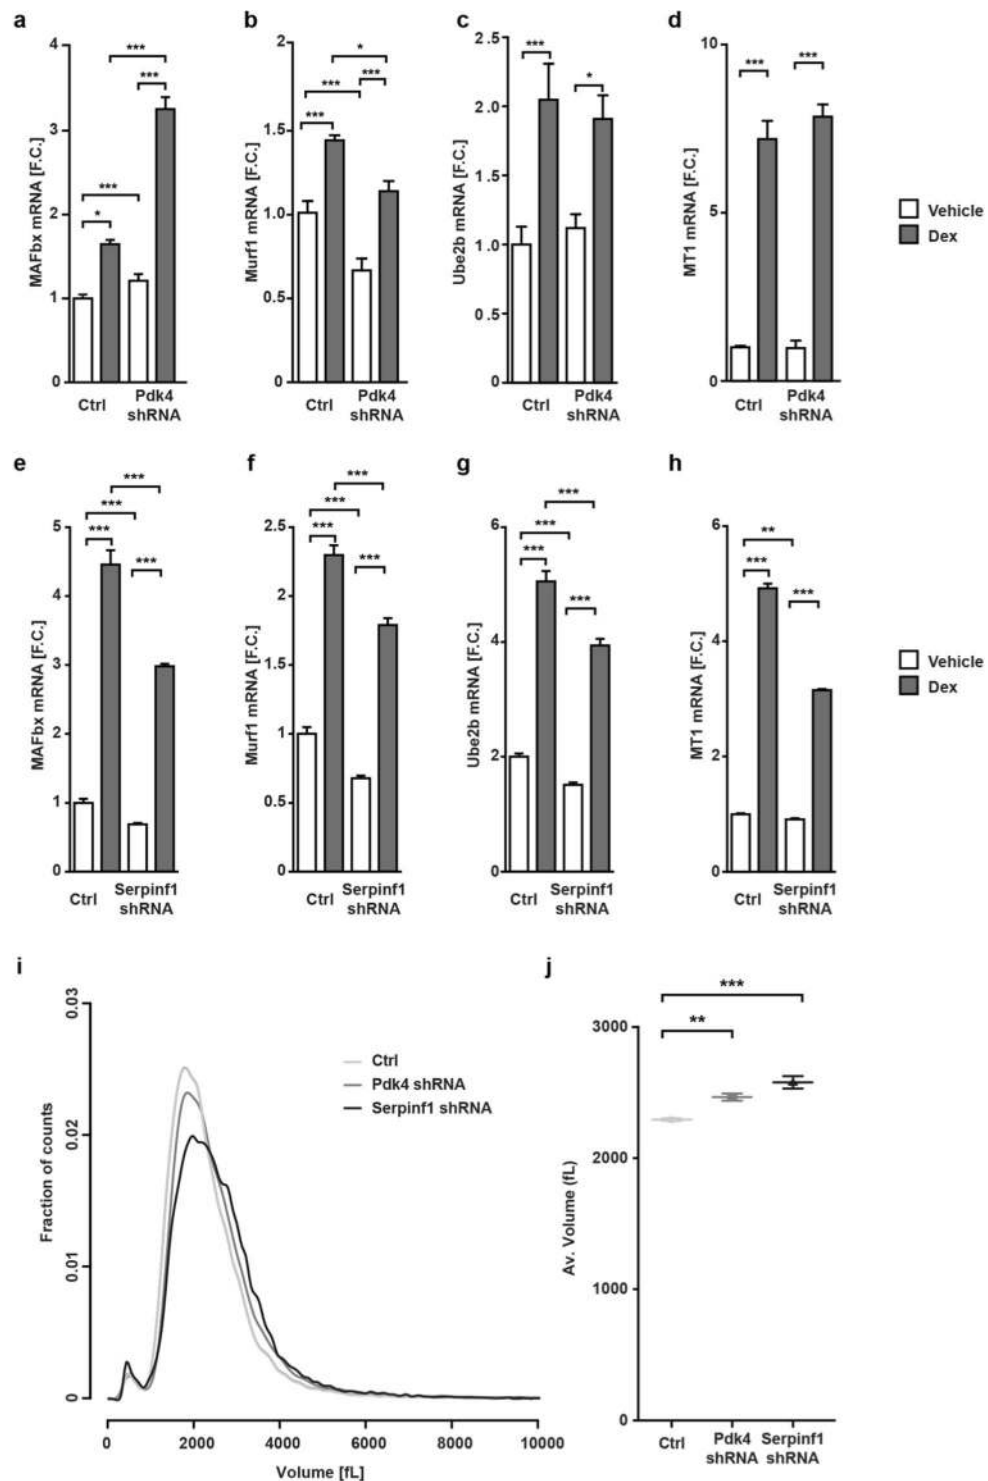 a
b
c
d
MAFbx mRNA [F.C.]
4
3
2
1
0
***
***
***
*
Ctrl
Pdk4
shRNA
Murf1 mRNA [F.C.]
2
1.5
1.0
0.5
0
*
***
***
***
Ctrl
Pdk4
shRNA
Ube2b mRNA [F.C.]
2.5
2.0
1.5
1.0
0.5
0
***
*
Ctrl
Pdk4
shRNA
MT1 mRNA [F.C.]
10
5
0
***
***
Ctrl
Pdk4
shRNA
Vehicle
Dex
e
f
g
h
MAFbx mRNA [F.C.]
5
4
3
2
1
0
***
***
***
***
Ctrl
Serpinf1
shRNA
Murf1 mRNA [F.C.]
2.5
2
1.5
1
0.5
0
***
***
***
***
Ctrl
Serpinf1
shRNA
Ube2b mRNA [F.C.]
6
4
2
0
***
***
***
***
Ctrl
Serpinf1
shRNA
MT1 mRNA [F.C.]
6
4
2
0
**
***
***
Ctrl
Serpinf1
shRNA
Vehicle
Dex
i
Fraction of counts
0.03
0.02
0.01
0
Ctrl
Pdk4 shRNA
Serpinf1 shRNA
0
2000
4000
6000
8000
10000
Volume [fL]
j
Av. Volume (fL)
3000
2000
1000
0
***
**
Ctrl
Pdk4
shRNA
Serpinf1
shRNA